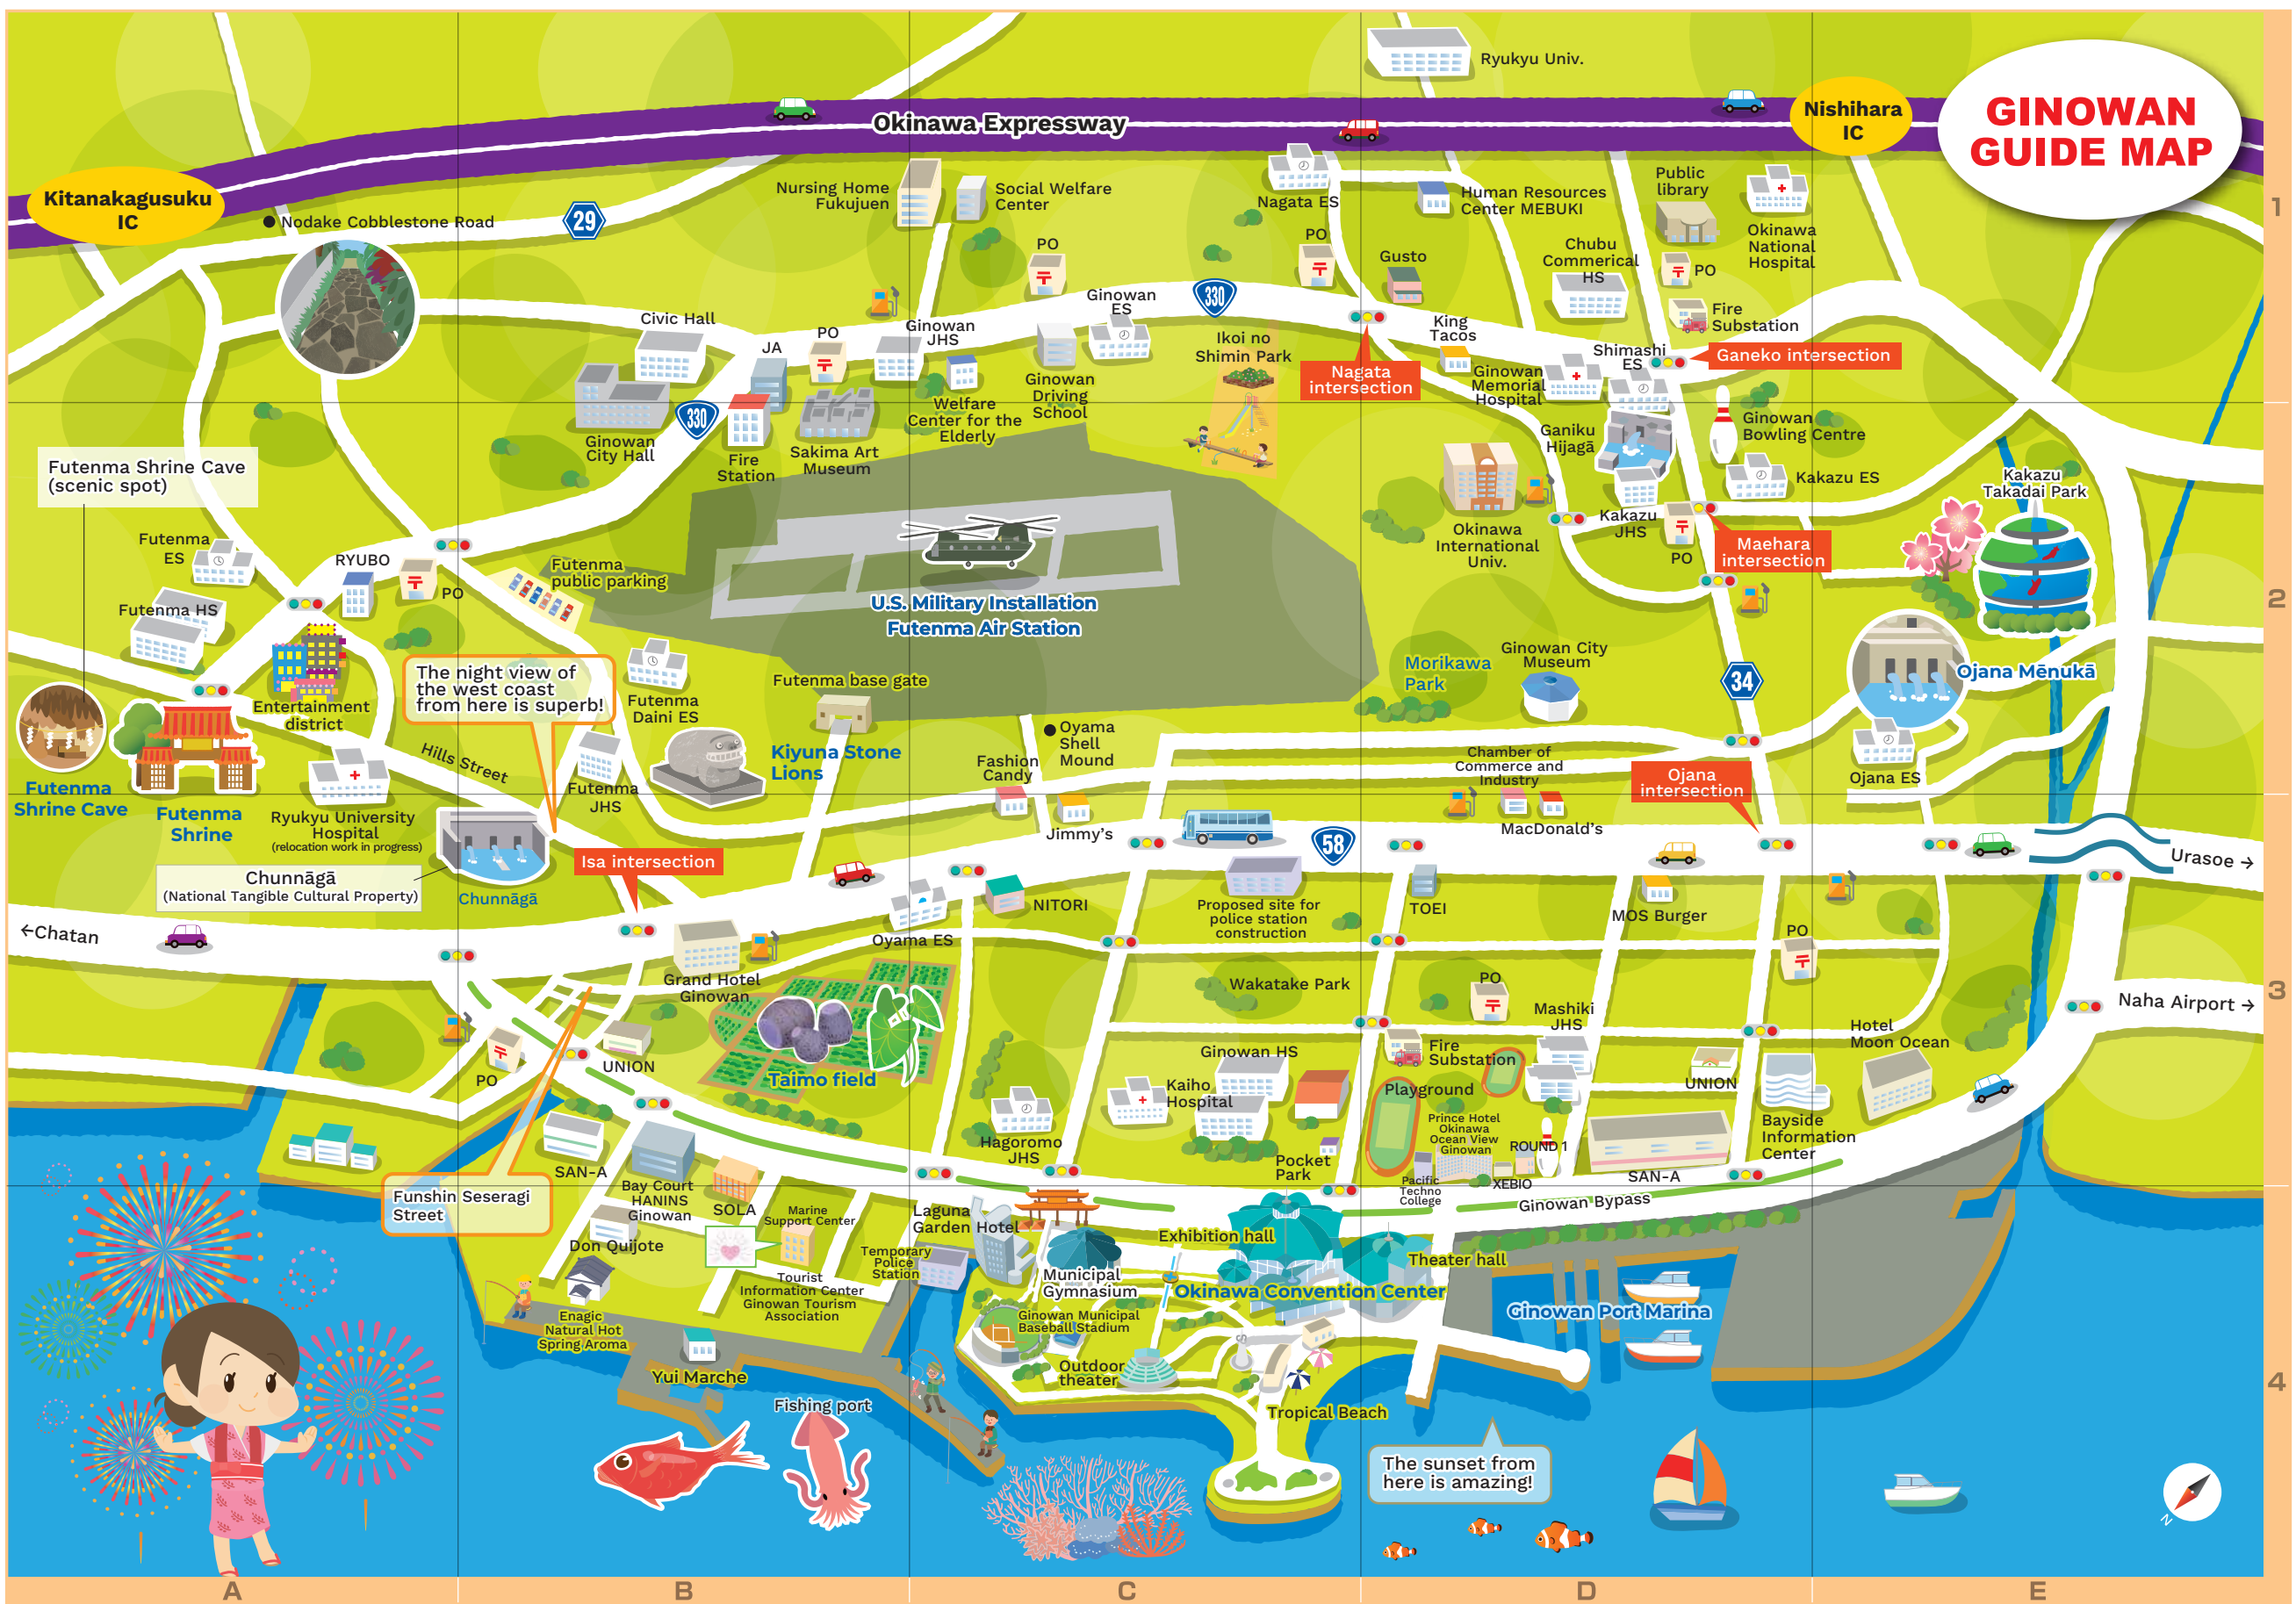 GINOWAN
GUIDE MAP
Ryukyu Univ.
Okinawa Expressway
Nishihara
IC
Kitanakagusuku
IC
Nodake Cobblestone Road
29
Nursing Home
Fukujuen
Social Welfare
Center
PO
Nagata ES
PO
Human Resources
Center MEBUKI
Public
library
Okinawa
National
Hospital
Gusto
Chubu
Commerical
HS
PO
Fire
Substation
1
Civic Hall
JA
PO
Ginowan
JHS
Ginowan
ES
330
Ikoi no
Shimin Park
King
Tacos
Nagata
intersection
Ginowan
Memorial
Hospital
Shimashi
ES
Ganeko intersection
Ginowan
Driving
School
Welfare
Center for the
Elderly
330
Ginowan
City Hall
Fire
Station
Sakima Art
Museum
Ganiku
Hijagā
Ginowan
Bowling Centre
Kakazu ES
Kakazu
Takadai Park
Futenma Shrine Cave
(scenic spot)
Futenma
ES
RYUBO
PO
Futenma
public parking
Futenma HS
U.S. Military Installation
Futenma Air Station
Okinawa
International
Univ.
Kakazu
JHS
PO
Maehara
intersection
2
The night view of
the west coast
from here is superb!
Entertainment
district
Futenma
Daini ES
Futenma base gate
Morikawa
Park
Ginowan City
Museum
34
Ojana Mēnukā
Futenma
Shrine Cave
Futenma
Shrine
Hills Street
Futenma
JHS
Kiyuna Stone
Lions
Oyama
Shell
Mound
Fashion
Candy
Jimmy's
Chamber of
Commerce and
Industry
MacDonald's
Ojana
intersection
Ojana ES
Ryukyu University
Hospital
(relocation work in progress)
Chunnāgā
(National Tangible Cultural Property)
Chunnāgā
Isa intersection
58
Urasoe →
←Chatan
Oyama ES
NITORI
Proposed site for
police station
construction
TOEI
MOS Burger
PO
Grand Hotel
Ginowan
Wakatake Park
PO
Mashiki
JHS
Naha Airport →
3
Hotel
Moon Ocean
PO
UNION
Taimo field
Ginowan HS
Kaiho
Hospital
Fire
Substation
Playground
UNION
Hagoromo
JHS
Prince Hotel
Okinawa
Ocean View
Ginowan
ROUND 1
Bayside
Information
Center
SAN-A
Pocket
Park
Pacific
Techno
College
XEBIO
SAN-A
Ginowan Bypass
Funshin Seseragi
Street
Bay Court
HANINS
Ginowan
SOLA
Marine
Support Center
Laguna
Garden Hotel
Exhibition hall
Theater hall
Don Quijote
Temporary
Police
Station
Municipal
Gymnasium
Okinawa Convention Center
Tourist
Information Center
Ginowan Tourism
Association
Ginowan Municipal
Baseball Stadium
Ginowan Port Marina
Enagic
Natural Hot
Spring Aroma
Yui Marche
Outdoor
theater
Fishing port
Tropical Beach
4
The sunset from
here is amazing!
N
A
B
C
D
E